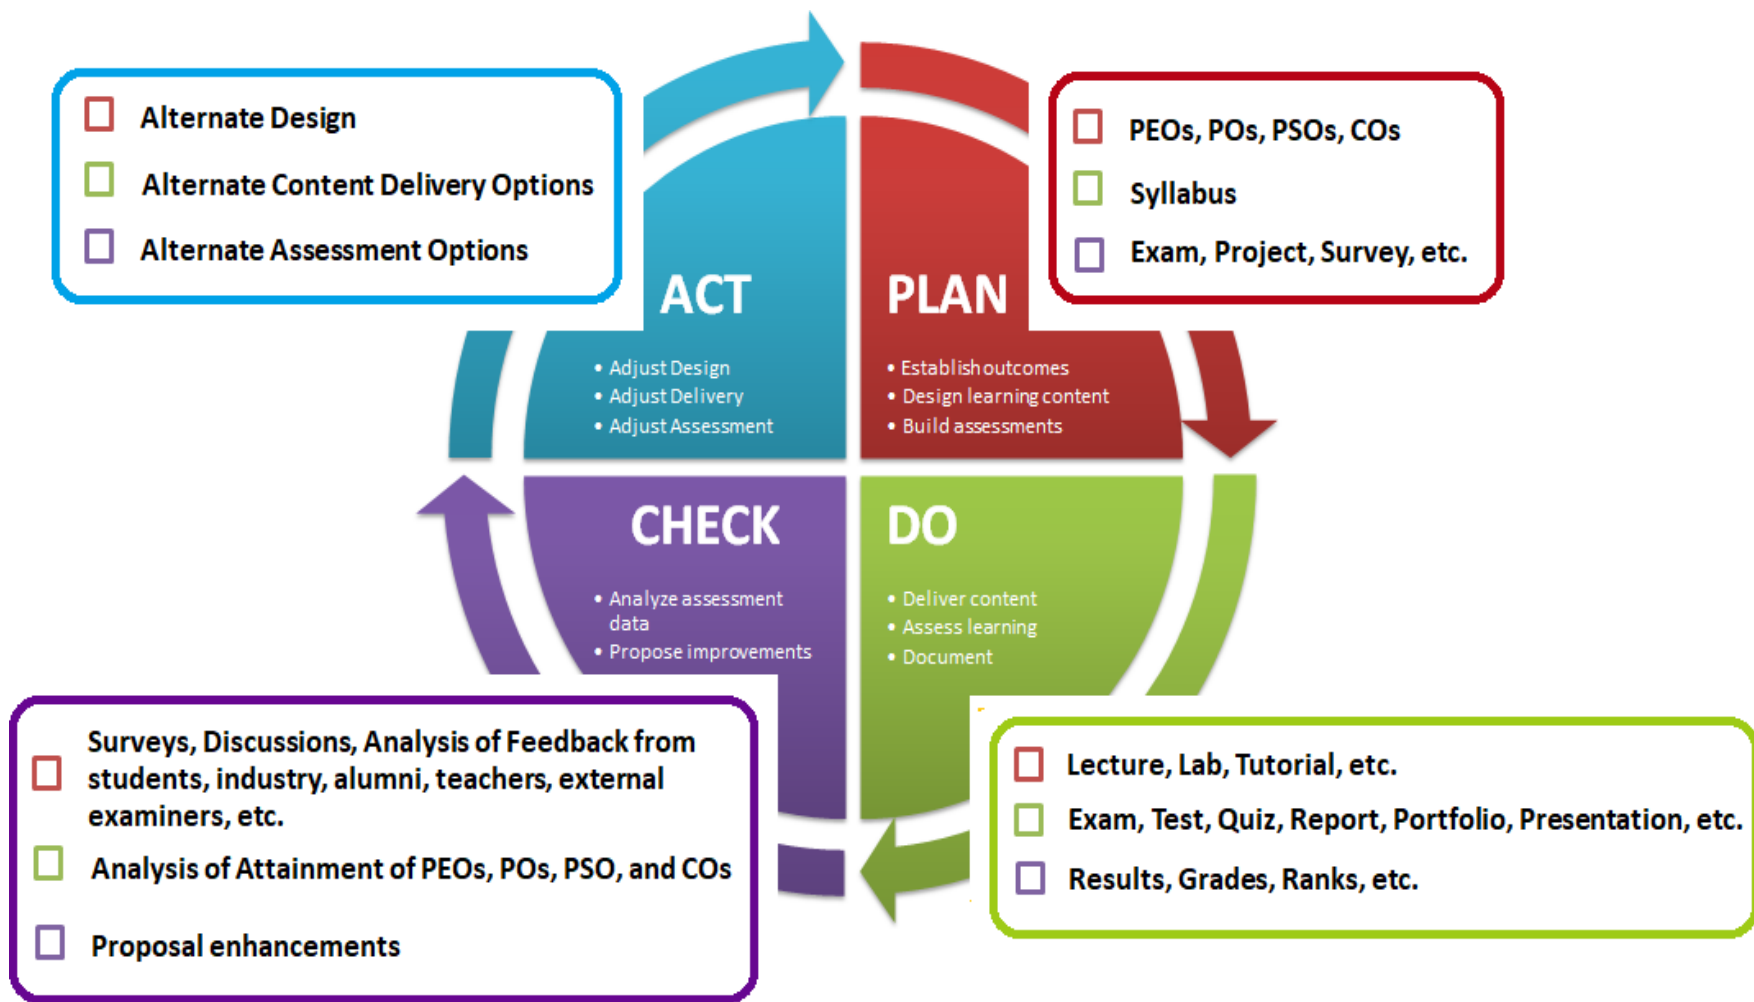 Alternate Design
Alternate Content Delivery Options
Alternate Assessment Options
PEOs, POs, PSOs, COs
Syllabus
Exam, Project, Survey, etc.
ACT
• Adjust Design
• Adjust Delivery
• Adjust Assessment
PLAN
• Establish outcomes
• Design learning content
• Build assessments
CHECK
• Analyze assessment
data
• Propose improvements
DO
• Deliver content
• Assess learning
• Document
Surveys, Discussions, Analysis of Feedback from
students, industry, alumni, teachers, external
examiners, etc.
Analysis of Attainment of PEOs, POs, PSO, and COs
Proposal enhancements
Lecture, Lab, Tutorial, etc.
Exam, Test, Quiz, Report, Portfolio, Presentation, etc.
Results, Grades, Ranks, etc.